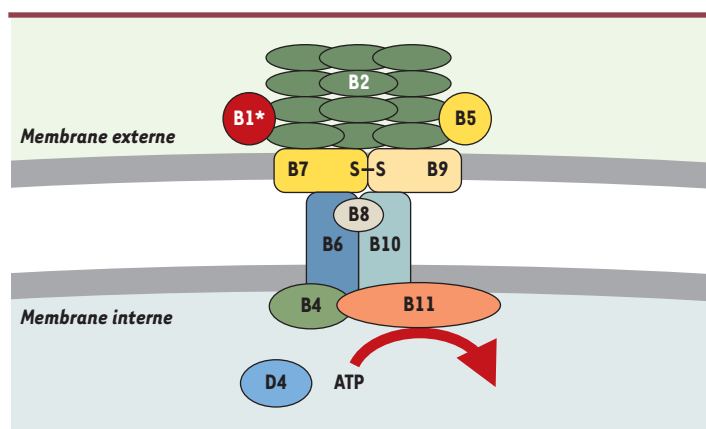 B2
B1*
B5
Membrane externe
B7 S–S B9
B8
B6 B10
B4 B11
Membrane interne
D4 ATP